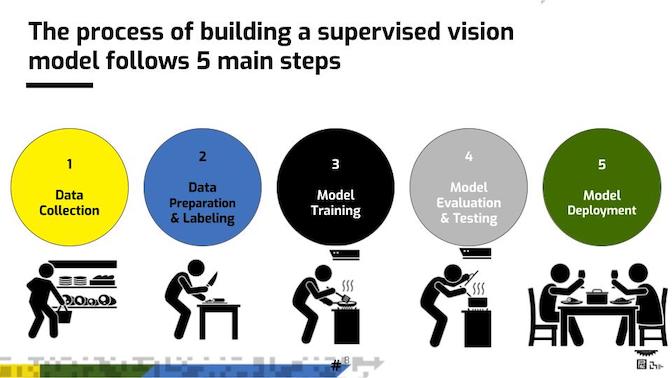 The process of building a supervised vision
model follows 5 main steps
1
Data
Collection
2
Data
Preparation
& Labeling
3
Model
Training
4
Model
Evaluation
& Testing
5
Model
Deployment
#